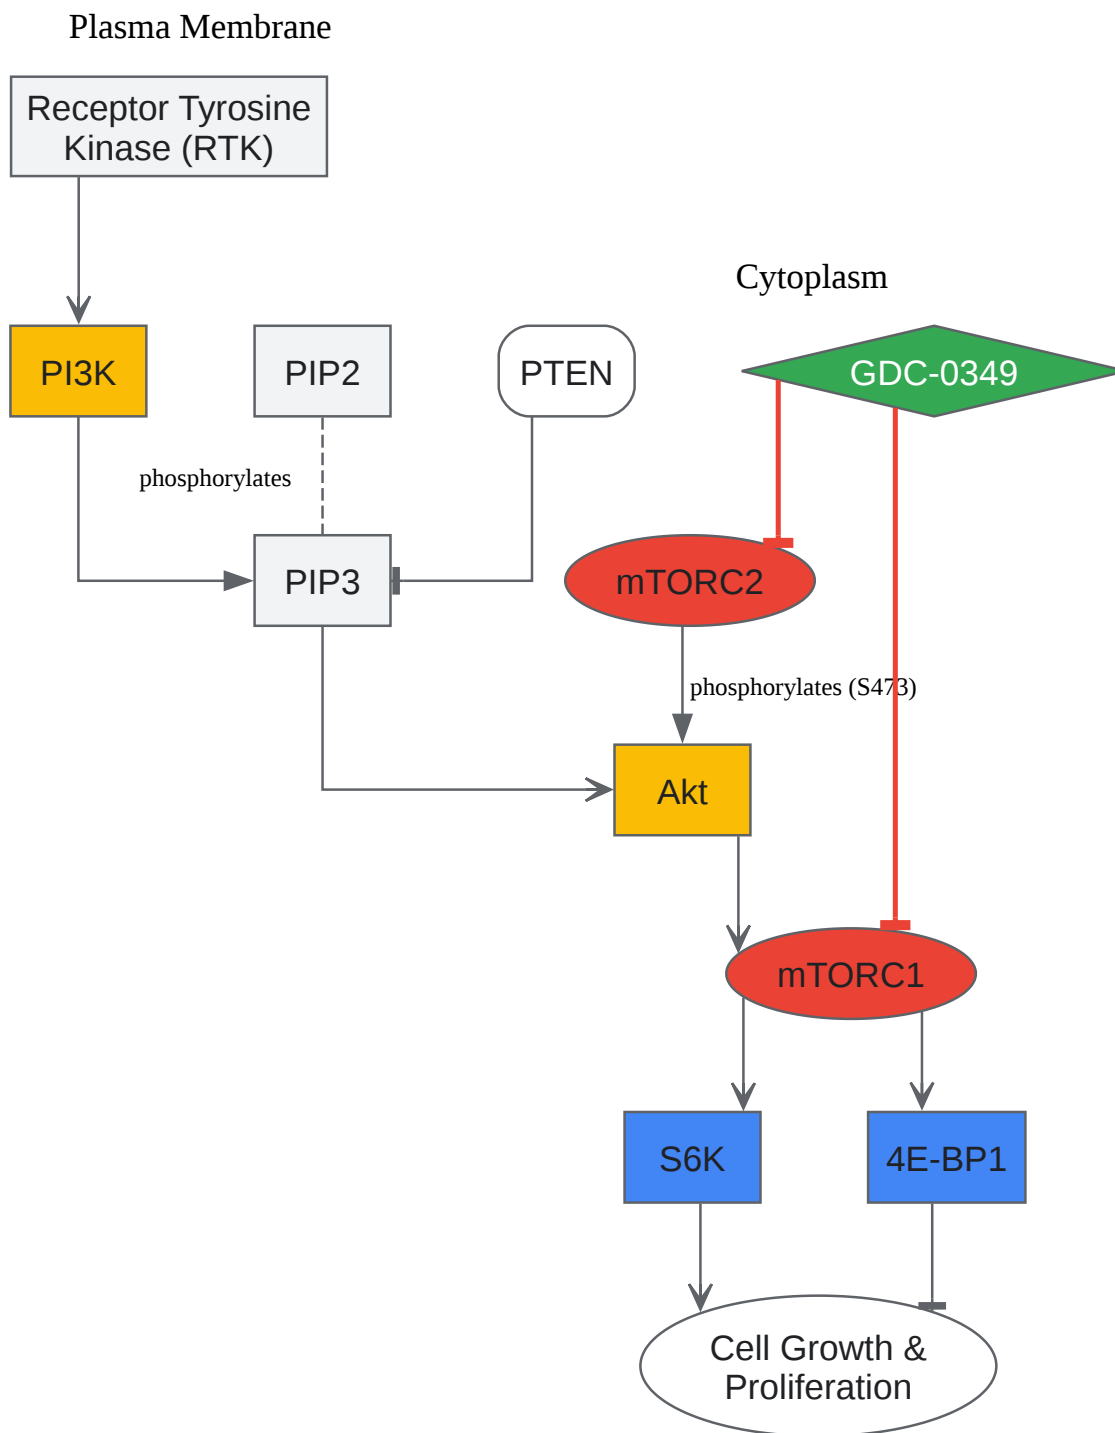 Plasma Membrane
Receptor Tyrosine
Kinase (RTK)
Cytoplasm
PI3K
PIP2
PTEN
GDC-0349
phosphorylates
PIP3
mTORC2
phosphorylates (S473)
Akt
mTORC1
S6K
4E-BP1
Cell Growth &
Proliferation